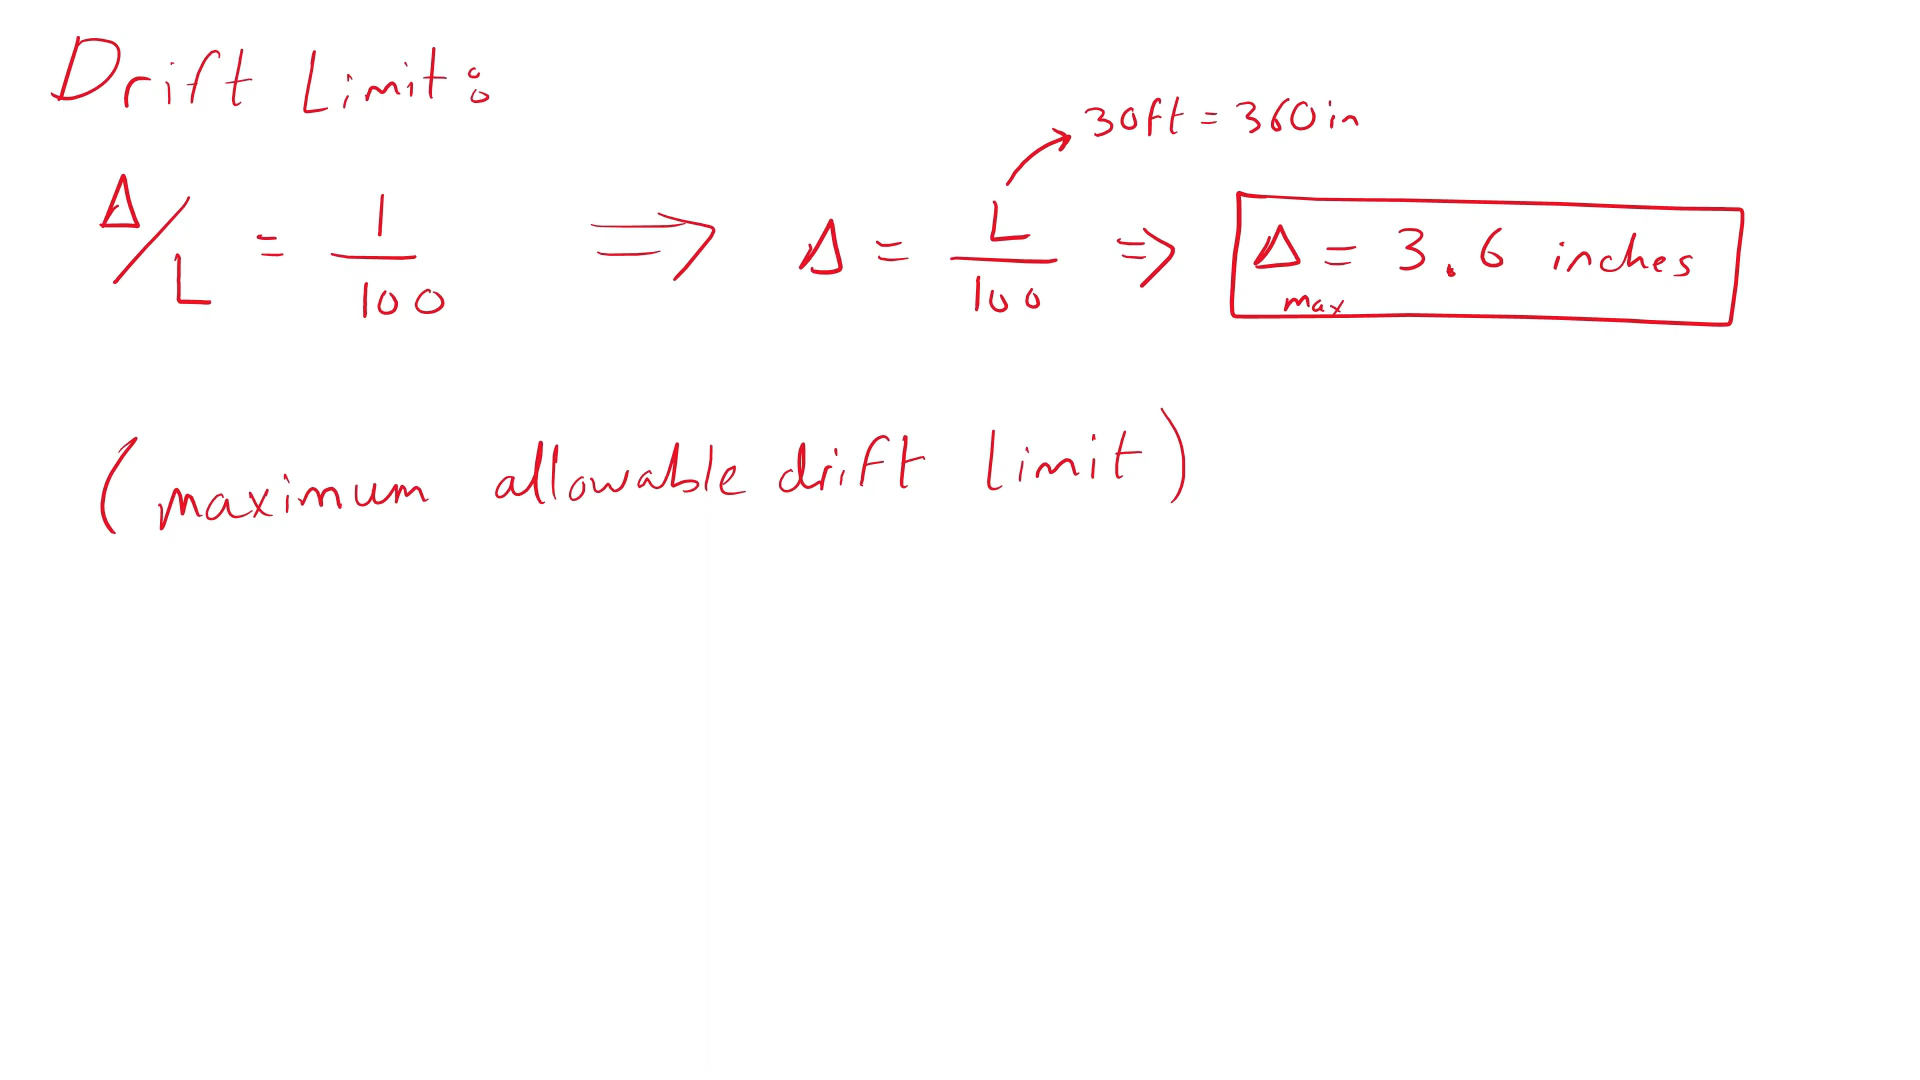 Drift Limit:
30ft = 360in
Δ/L = 1/100 ⟹ Δ = L/100 ⇒ Δmax = 3.6 inches
(maximum allowable drift limit)